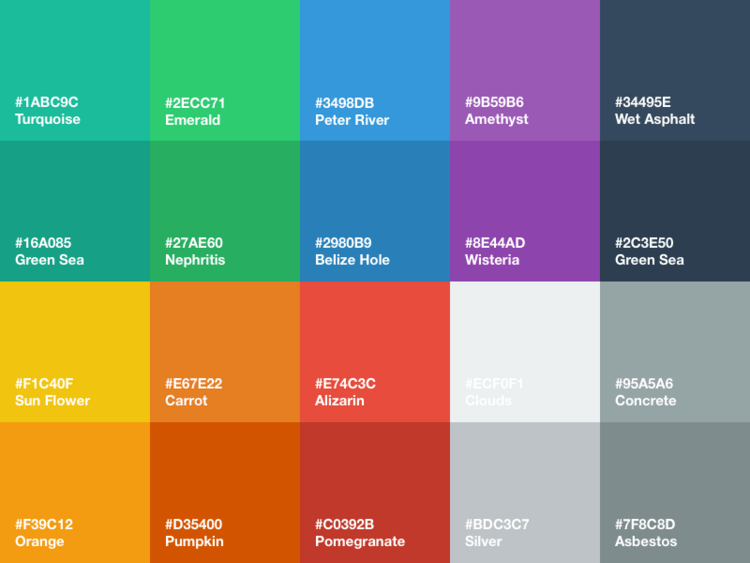 #1ABC9C
Turquoise
#2ECC71
Emerald
#3498DB
Peter River
#9B59B6
Amethyst
#34495E
Wet Asphalt
#16A085
Green Sea
#27AE60
Nephritis
#2980B9
Belize Hole
#8E44AD
Wisteria
#2C3E50
Green Sea
#F1C40F
Sun Flower
#E67E22
Carrot
#E74C3C
Alizarin
#ECF0F1
Clouds
#95A5A6
Concrete
#F39C12
Orange
#D35400
Pumpkin
#C0392B
Pomegranate
#BDC3C7
Silver
#7F8C8D
Asbestos